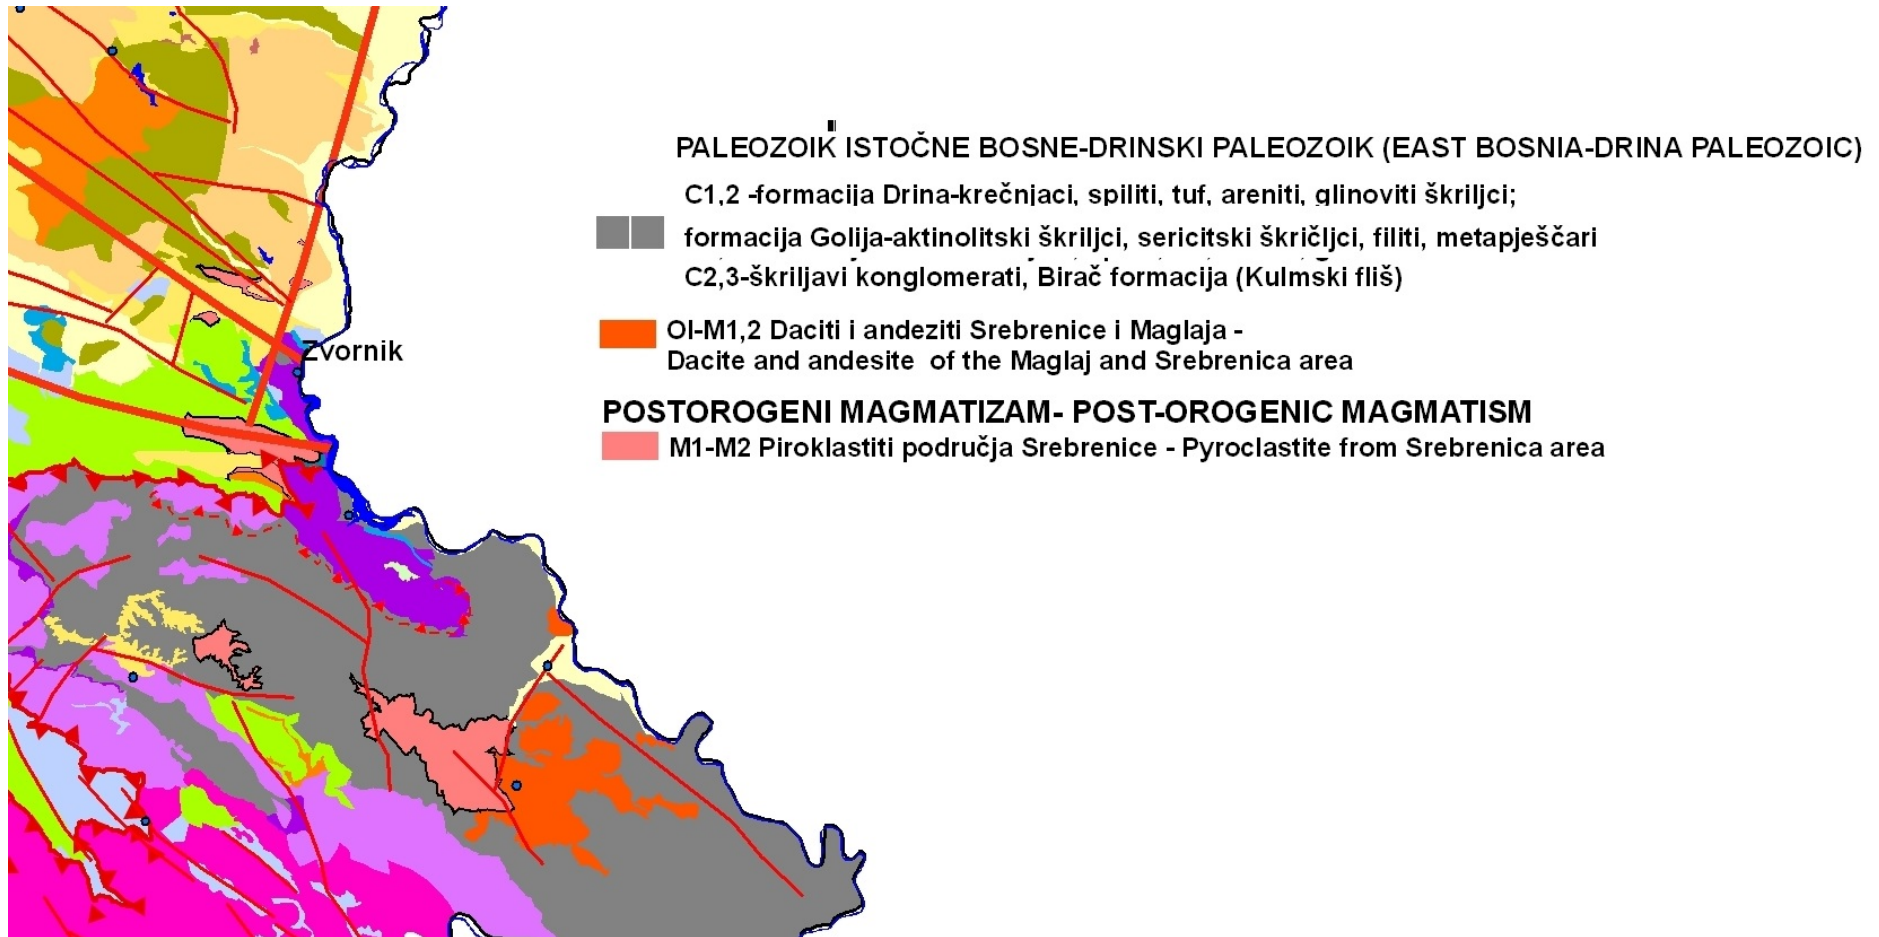 PALEOZOIK ISTOČNE BOSNE-DRINSKI PALEOZOIK (EAST BOSNIA-DRINA PALEOZOIC)
C1,2 -formacija Drina-krečnjaci, spiliti, tuf, areniti, glinoviti škriljci;
formacija Golija-aktinolitski škriljci, sericitski škričljci, filiti, metapješčari
C2,3-škriljavi konglomerati, Birač formacija (Kulmski fliš)
Ol-M1,2 Daciti i andeziti Srebrenice i Maglaja -
Dacite and andesite of the Maglaj and Srebrenica area
Zvornik
POSTOROGENI MAGMATIZAM- POST-OROGENIC MAGMATISM
M1-M2 Piroklastiti područja Srebrenice - Pyroclastite from Srebrenica area